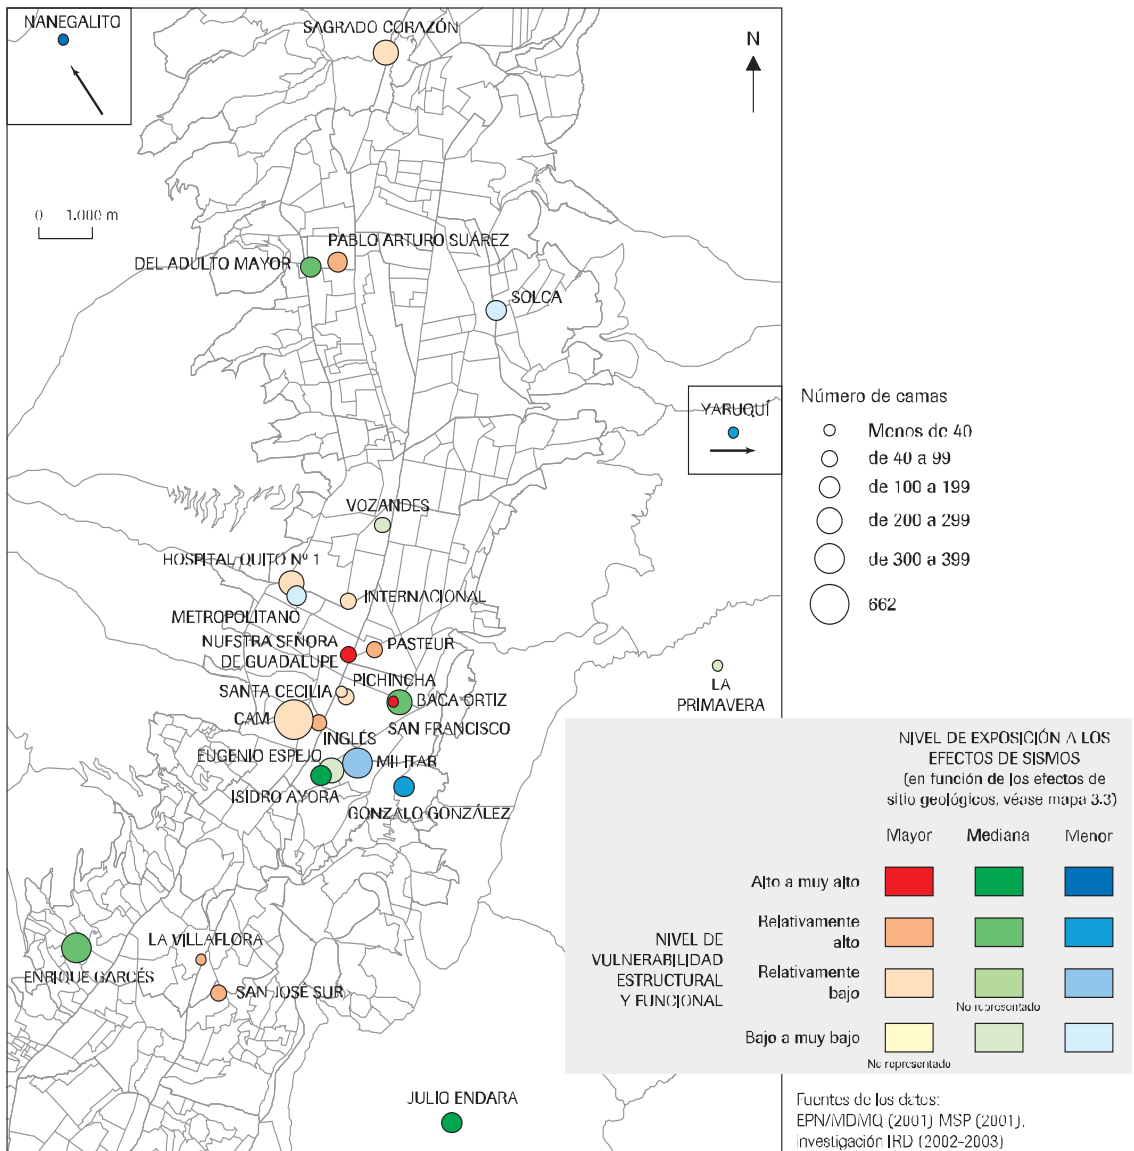 NANEGALITO
SAGRADO CORAZÓN
N
0 1.000 m
PABLO ARTURO SUÁREZ
DEL ADULTO MAYOR
SOLCA
YARUQUÍ
Número de camas
Menos de 40
de 40 a 99
de 100 a 199
de 200 a 299
de 300 a 399
662
VOZANDES
HOSPITAL QUITO Nº 1
INTERNACIONAL
METROPOLITANO
NUESTRA SEÑORA
DE GUADALUPE
PASTEUR
PICHINCHA
SANTA CECILIA
BACA ORTIZ
CAM
SAN FRANCISCO
INGLÉS
EUGENIO ESPEJO
MILITAR
ISIDRO AYORA
GONZALO GONZÁLEZ
LA
PRIMAVERA
LA VILLAFLORA
ENRIQUE GARCÉS
SAN JOSÉ SUR
JULIO ENDARA
NIVEL DE EXPOSICIÓN A LOS
EFECTOS DE SISMOS
(en función de los efectos de
sitio geológicos, véase mapa 3.3)
Mayor Mediana Menor
NIVEL DE
VULNERABILIDAD
ESTRUCTURAL
Y FUNCIONAL
Alto a muy alto
Relativamente
alto
Relativamente
bajo
No representado
Bajo a muy bajo
No representado
Fuentes de los datos:
EPN/MDMQ (2001) MSP (2001),
investigación IRD (2002-2003)